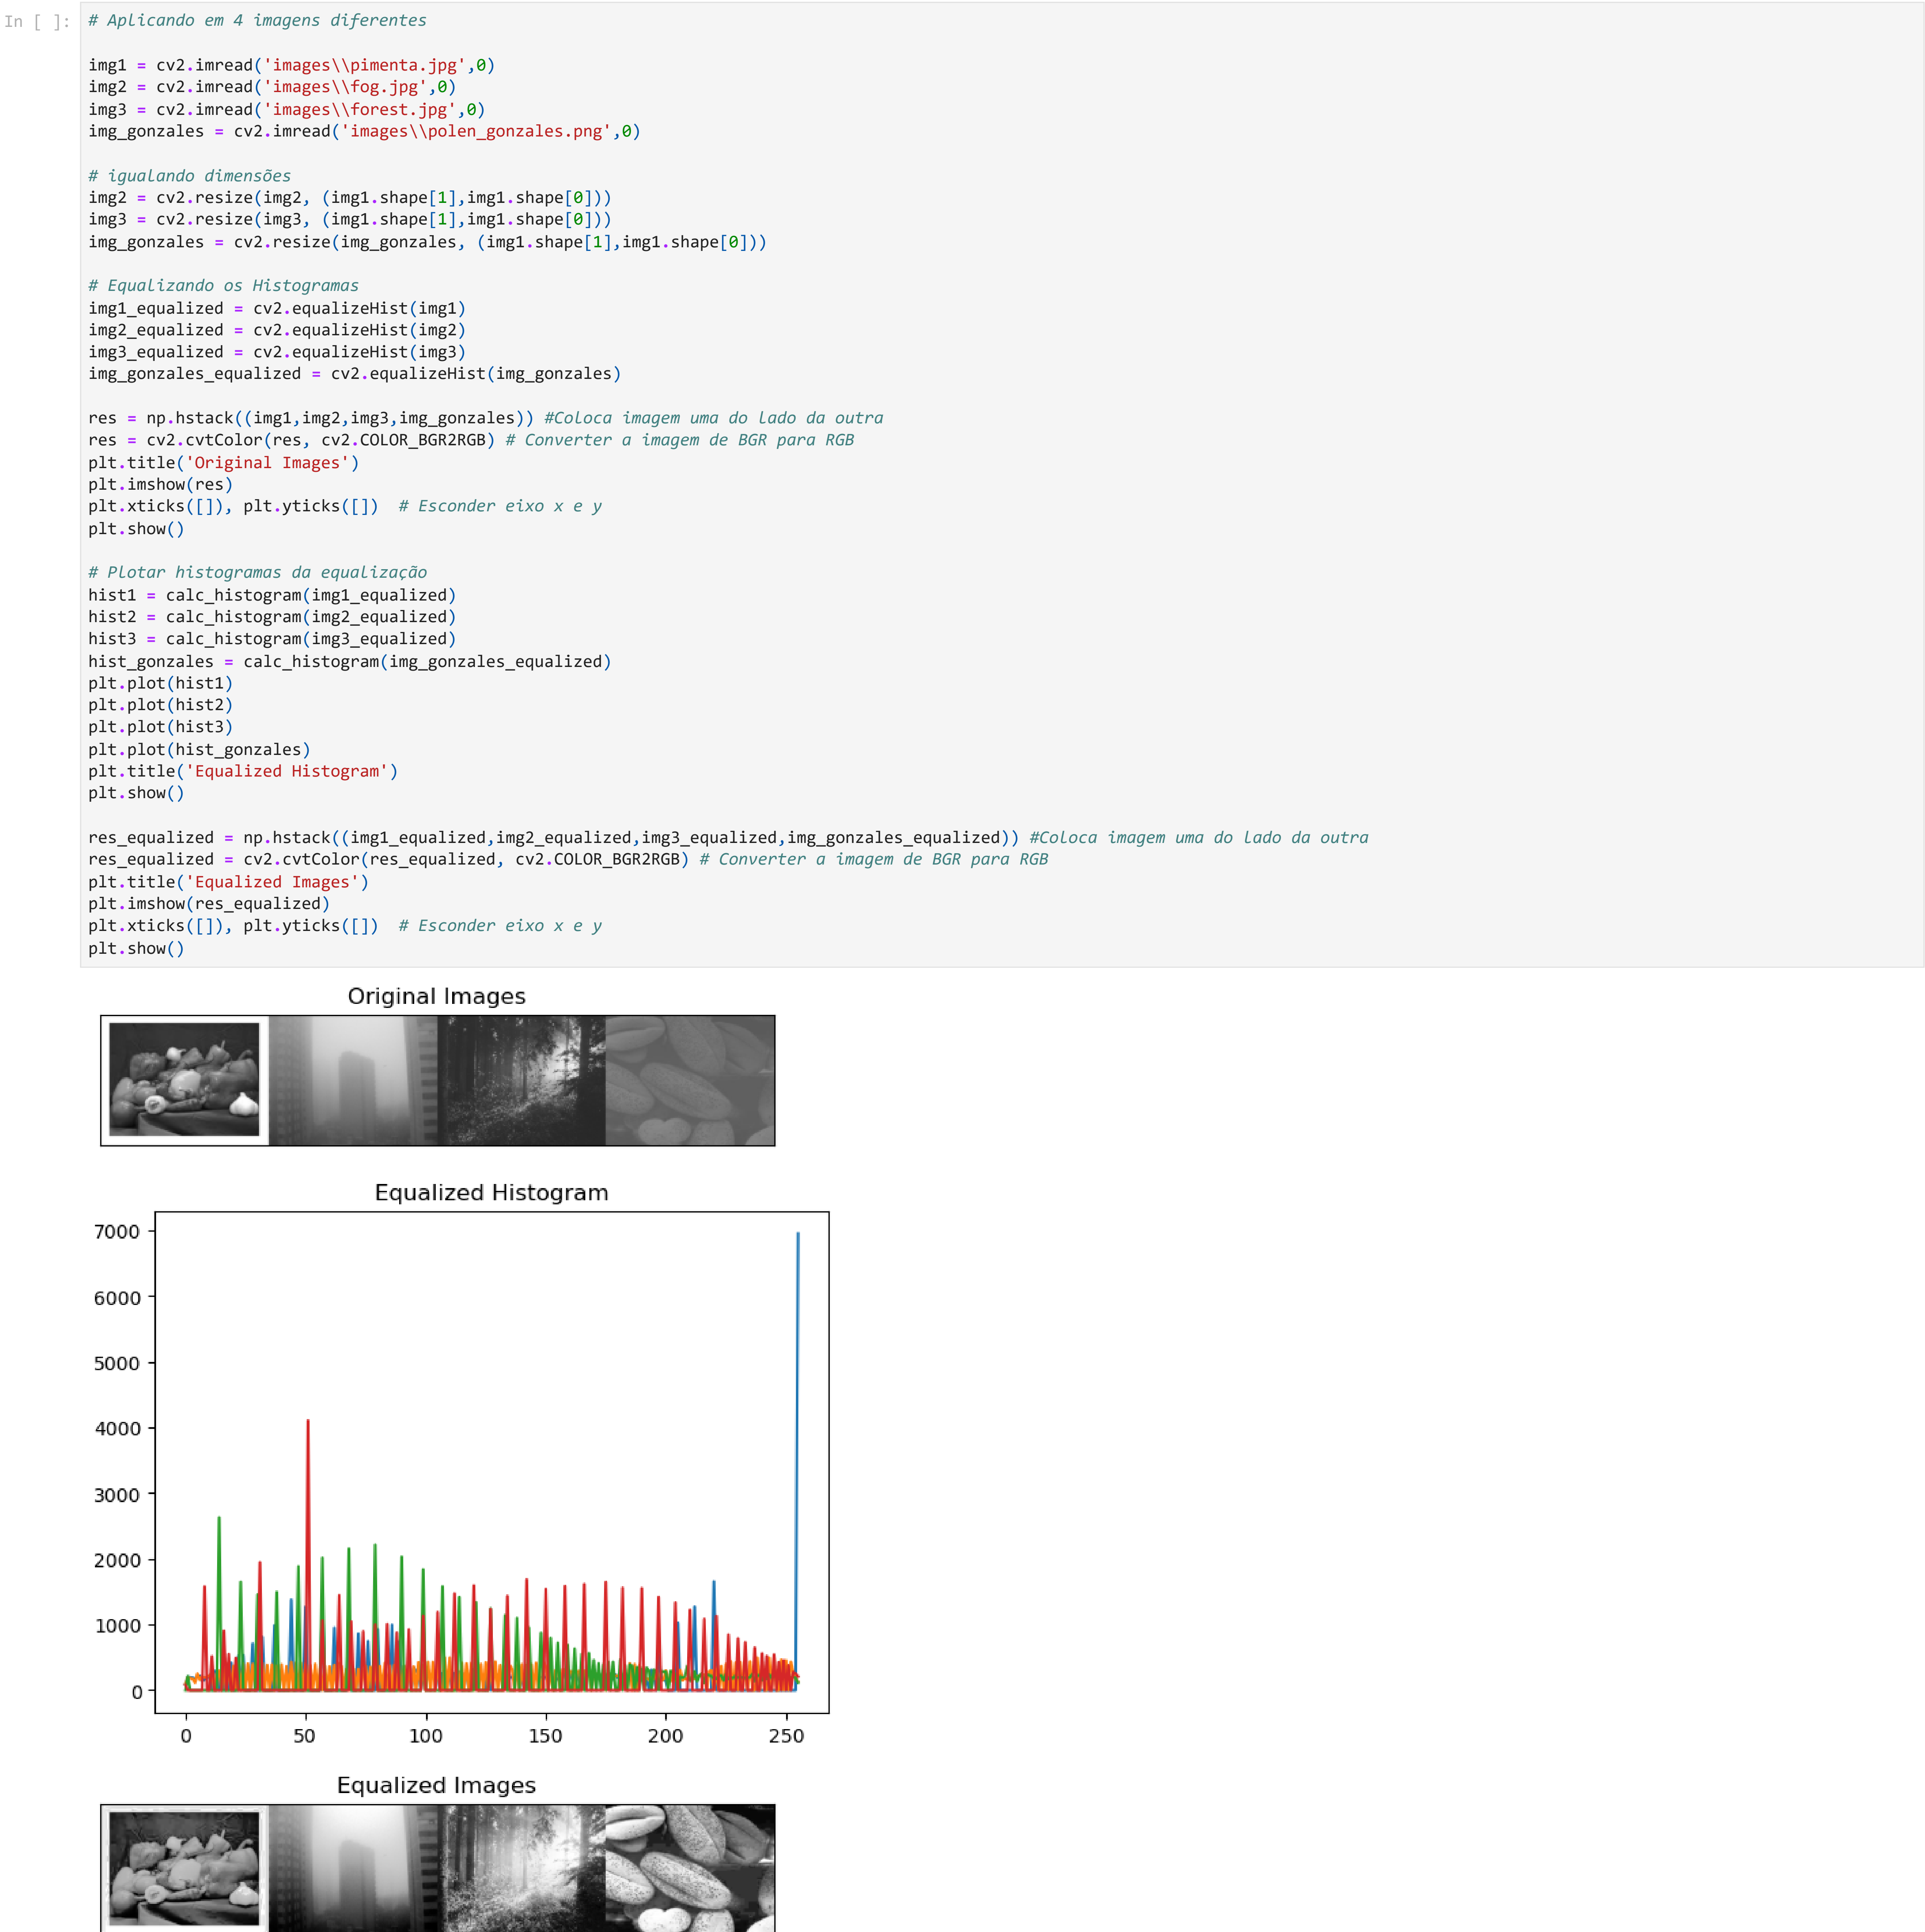 In [ ]:
# Aplicando em 4 imagens diferentes
img1 = cv2.imread('images\\pimenta.jpg',0)
img2 = cv2.imread('images\\fog.jpg',0)
img3 = cv2.imread('images\\forest.jpg',0)
img_gonzales = cv2.imread('images\\polen_gonzales.png',0)
# igualando dimensões
img2 = cv2.resize(img2, (img1.shape[1],img1.shape[0]))
img3 = cv2.resize(img3, (img1.shape[1],img1.shape[0]))
img_gonzales = cv2.resize(img_gonzales, (img1.shape[1],img1.shape[0]))
# Equalizando os Histogramas
img1_equalized = cv2.equalizeHist(img1)
img2_equalized = cv2.equalizeHist(img2)
img3_equalized = cv2.equalizeHist(img3)
img_gonzales_equalized = cv2.equalizeHist(img_gonzales)
res = np.hstack((img1,img2,img3,img_gonzales)) #Coloca imagem uma do lado da outra
res = cv2.cvtColor(res, cv2.COLOR_BGR2RGB) # Converter a imagem de BGR para RGB
plt.title('Original Images')
plt.imshow(res)
plt.xticks([]), plt.yticks([])  # Esconder eixo x e y
plt.show()
# Plotar histogramas da equalização
hist1 = calc_histogram(img1_equalized)
hist2 = calc_histogram(img2_equalized)
hist3 = calc_histogram(img3_equalized)
hist_gonzales = calc_histogram(img_gonzales_equalized)
plt.plot(hist1)
plt.plot(hist2)
plt.plot(hist3)
plt.plot(hist_gonzales)
plt.title('Equalized Histogram')
plt.show()
res_equalized = np.hstack((img1_equalized,img2_equalized,img3_equalized,img_gonzales_equalized)) #Coloca imagem uma do lado da outra
res_equalized = cv2.cvtColor(res_equalized, cv2.COLOR_BGR2RGB) # Converter a imagem de BGR para RGB
plt.title('Equalized Images')
plt.imshow(res_equalized)
plt.xticks([]), plt.yticks([])  # Esconder eixo x e y
plt.show()
Original Images
Equalized Histogram
7000
6000
5000
4000
3000
2000
1000
0
0 50 100 150 200 250
Equalized Images